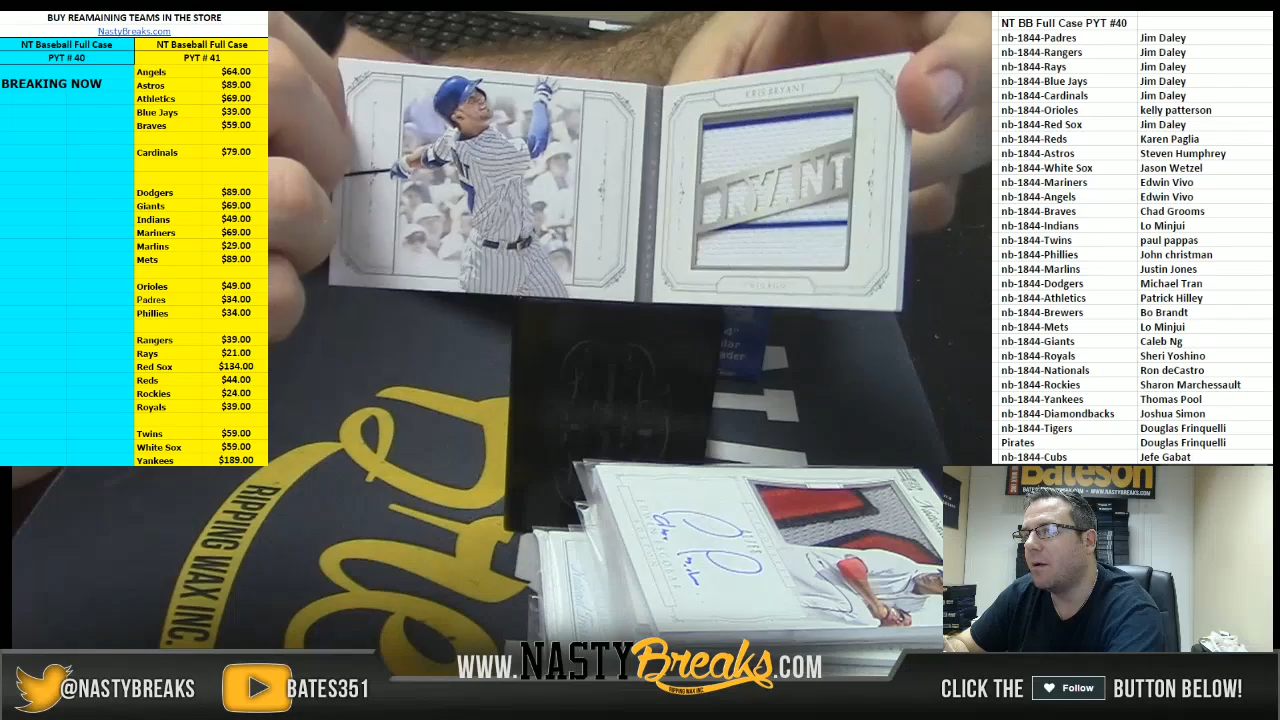 BUY REAMAINING TEAMS IN THE STORE
NastyBreaks.com
NT Baseball Full Case NT Baseball Full Case
PYT # 40 PYT # 41
BREAKING NOW
Angels $64.00
Astros $89.00
Athletics $69.00
Blue Jays $39.00
Braves $59.00
Cardinals $79.00
Dodgers $89.00
Giants $69.00
Indians $49.00
Mariners $69.00
Marlins $29.00
Mets $89.00
Orioles $49.00
Padres $34.00
Phillies $34.00
Rangers $39.00
Rays $21.00
Red Sox $134.00
Reds $44.00
Rockies $24.00
Royals $39.00
Twins $59.00
White Sox $59.00
Yankees $189.00
KRIS BRYANT
BRYANT
NT BB Full Case PYT #40
nb-1844-Padres Jim Daley
nb-1844-Rangers Jim Daley
nb-1844-Rays Jim Daley
nb-1844-Blue Jays Jim Daley
nb-1844-Cardinals Jim Daley
nb-1844-Orioles kelly patterson
nb-1844-Red Sox Jim Daley
nb-1844-Reds Karen Paglia
nb-1844-Astros Steven Humphrey
nb-1844-White Sox Jason Wetzel
nb-1844-Mariners Edwin Vivo
nb-1844-Angels Edwin Vivo
nb-1844-Braves Chad Grooms
nb-1844-Indians Lo Minjui
nb-1844-Twins paul pappas
nb-1844-Phillies John christman
nb-1844-Marlins Justin Jones
nb-1844-Dodgers Michael Tran
nb-1844-Athletics Patrick Hilley
nb-1844-Brewers Bo Brandt
nb-1844-Mets Lo Minjui
nb-1844-Giants Caleb Ng
nb-1844-Royals Sheri Yoshino
nb-1844-Nationals Ron deCastro
nb-1844-Rockies Sharon Marchessault
nb-1844-Yankees Thomas Pool
nb-1844-Diamondbacks Joshua Simon
nb-1844-Tigers Douglas Frinquelli
Pirates Douglas Frinquelli
nb-1844-Cubs Jefe Gabat
RIPPING WAX INC.
Bateson
@NASTYBREAKS
BATES351
WWW.NASTYBreaks.COM
RIPPING WAX INC
CLICK THE Follow BUTTON BELOW!